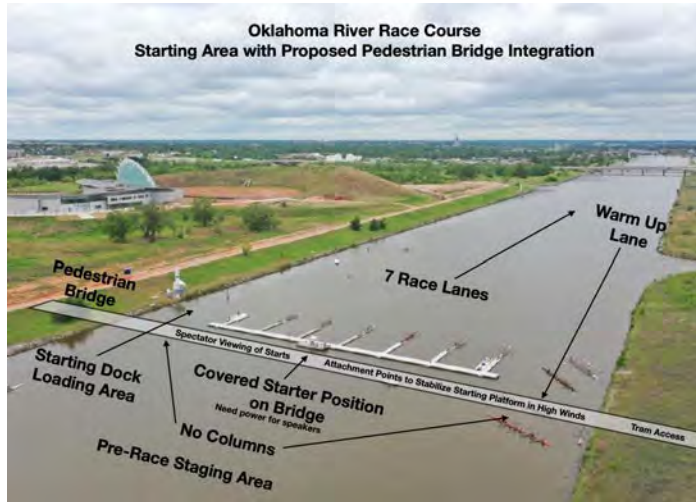 Oklahoma River Race Course
Starting Area with Proposed Pedestrian Bridge Integration
Warm Up
Lane
7 Race Lanes
Pedestrian
Bridge
Spectator Viewing of Starts
Attachment Points to Stabilize Starting Platform in High Winds
Tram Access
Starting Dock
Loading Area
Covered Starter Position
on Bridge
Need power for speakers
No Columns
Pre-Race Staging Area